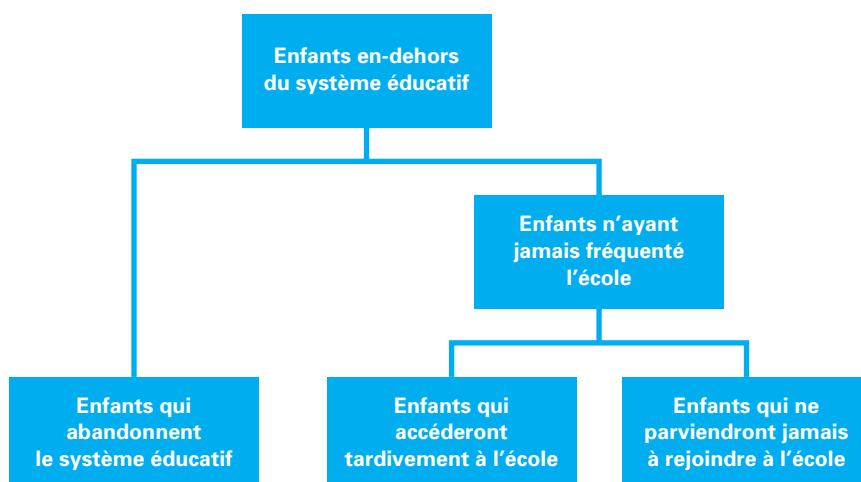 Enfants en-dehors
du système éducatif
Enfants n'ayant
jamais fréquenté
l'école
Enfants qui
abandonnent
le système éducatif
Enfants qui
accéderont
tardivement à l'école
Enfants qui ne
parviendront jamais
à rejoindre à l'école